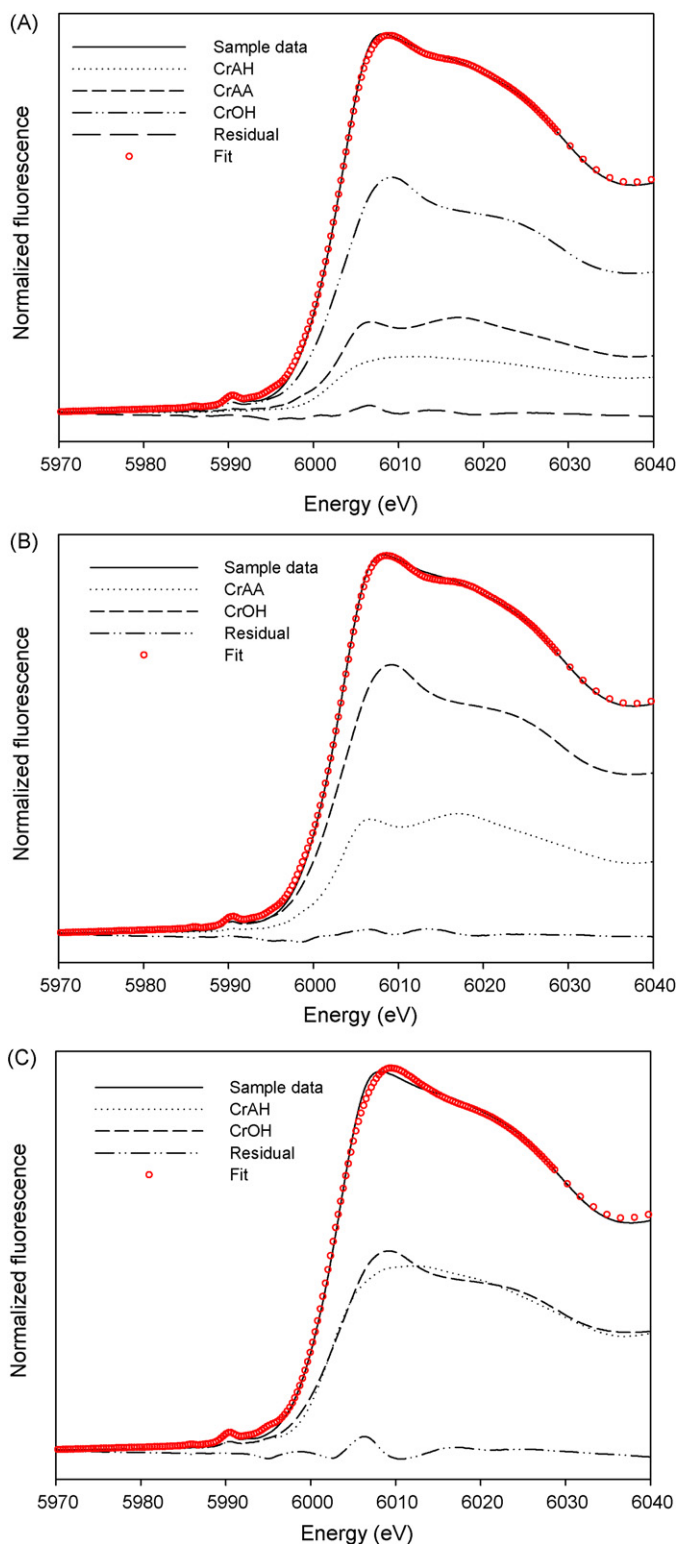 (A)
Sample data
CrAH
CrAA
CrOH
Residual
Fit
Normalized fluorescence
5970 5980 5990 6000 6010 6020 6030 6040
Energy (eV)
(B)
Sample data
CrAA
CrOH
Residual
Fit
Normalized fluorescence
5970 5980 5990 6000 6010 6020 6030 6040
Energy (eV)
(C)
Sample data
CrAH
CrOH
Residual
Fit
Normalized fluorescence
5970 5980 5990 6000 6010 6020 6030 6040
Energy (eV)